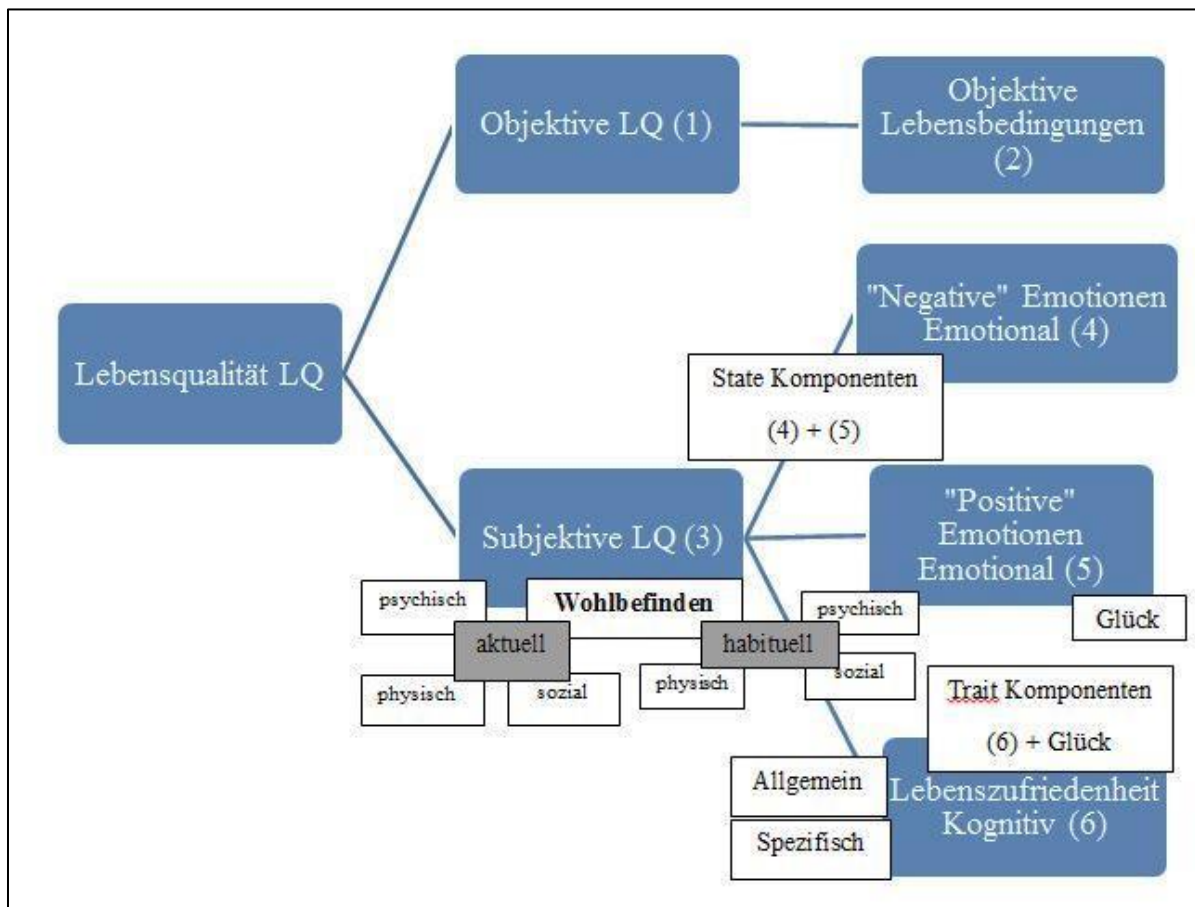 Objektive LQ (1)
Objektive
Lebensbedingungen
(2)
"Negative" Emotionen
Emotional (4)
Lebensqualität LQ
State Komponenten
(4) + (5)
Subjektive LQ (3)
"Positive"
Emotionen
Emotional (5)
Glück
psychisch
Wohlbefinden
psychisch
aktuell
habituell
physisch
sozial
physisch
sozial
Trait Komponenten
(6) + Glück
Allgemein
Spezifisch
Lebenszufriedenheit
Kognitiv (6)